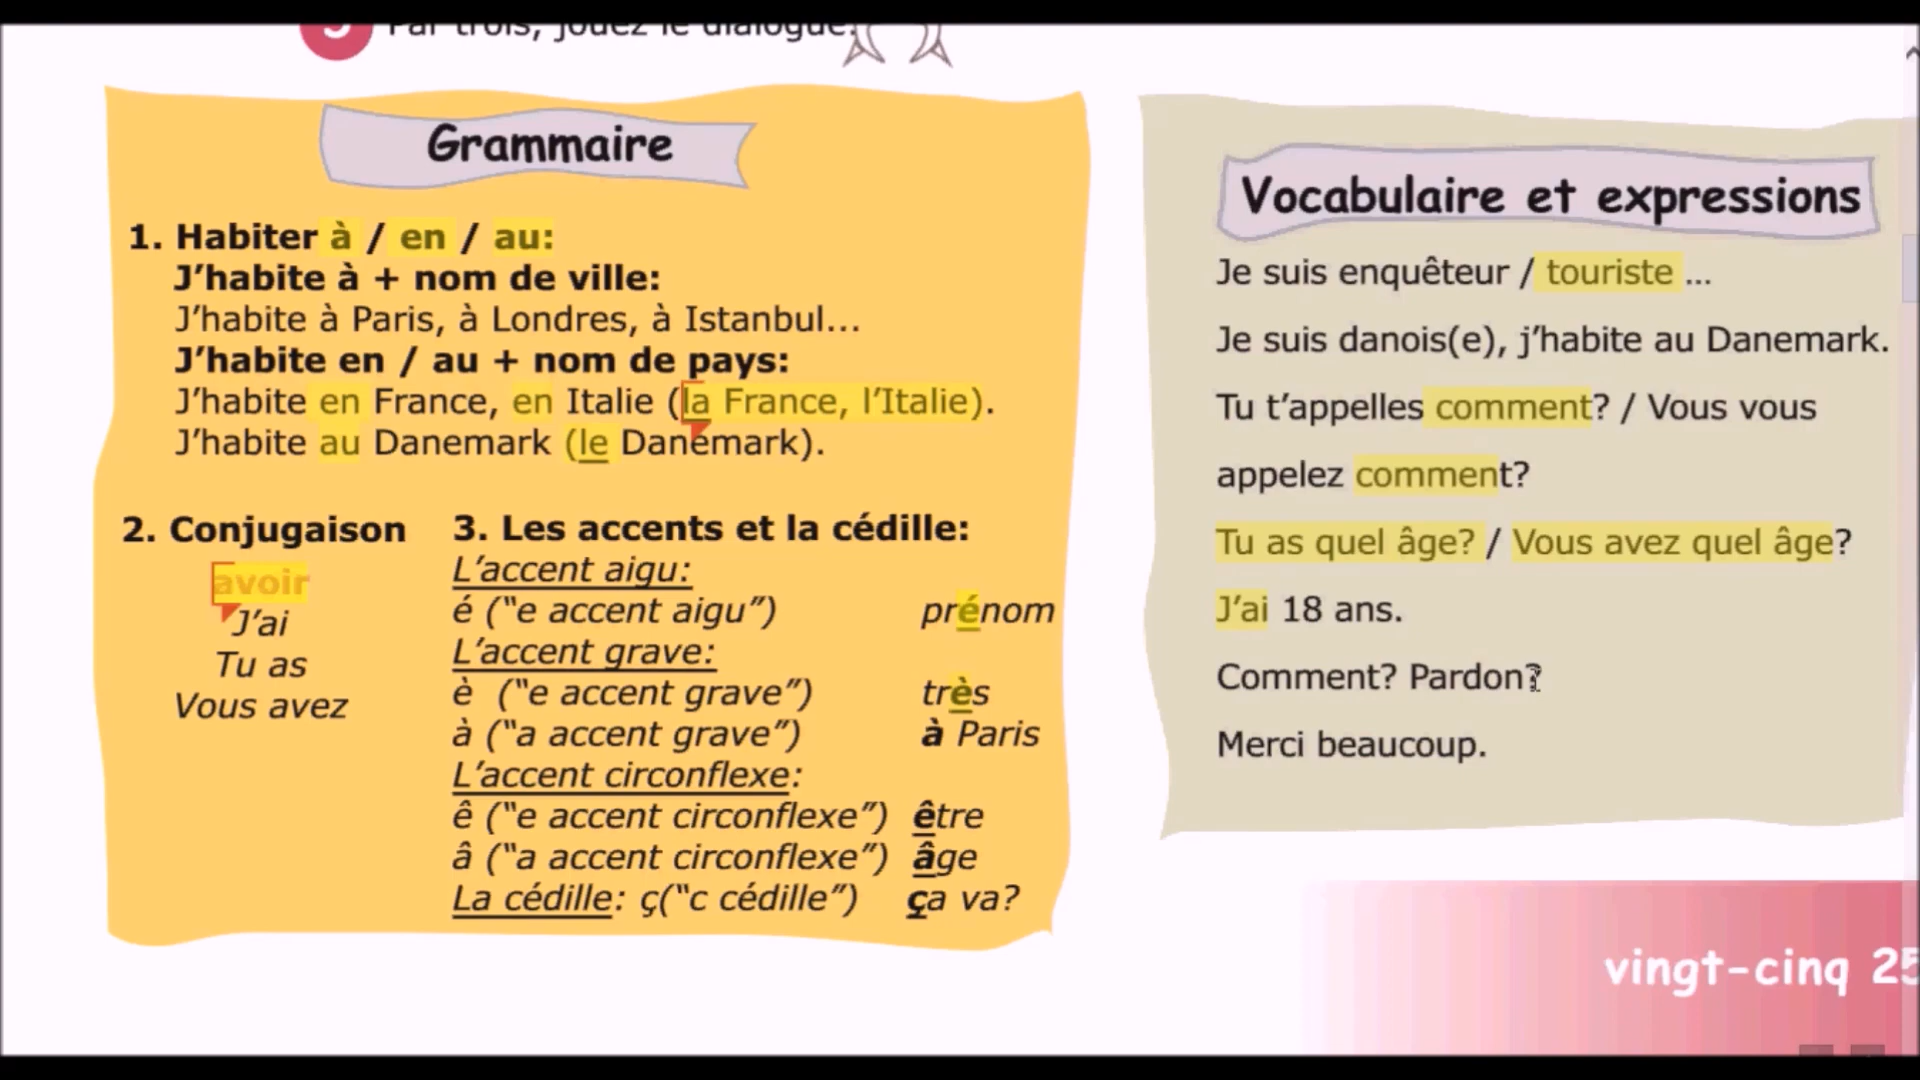 Par trois, jouez le dialogue.
Grammaire
1. Habiter à / en / au:
J’habite à + nom de ville:
J’habite à Paris, à Londres, à Istanbul...
J’habite en / au + nom de pays:
J’habite en France, en Italie (la France, l’Italie).
J’habite au Danemark (le Danemark).
2. Conjugaison
avoir
J’ai
Tu as
Vous avez
3. Les accents et la cédille:
L’accent aigu:
é (“e accent aigu”) prénom
L’accent grave:
è (“e accent grave”) très
à (“a accent grave”) à Paris
L’accent circonflexe:
ê (“e accent circonflexe”) être
â (“a accent circonflexe”) âge
La cédille: ç(“c cédille”) ça va?
Vocabulaire et expressions
Je suis enquêteur / touriste ...
Je suis danois(e), j’habite au Danemark.
Tu t’appelles comment? / Vous vous
appelez comment?
Tu as quel âge? / Vous avez quel âge?
J’ai 18 ans.
Comment? Pardon?
Merci beaucoup.
vingt-cinq 25